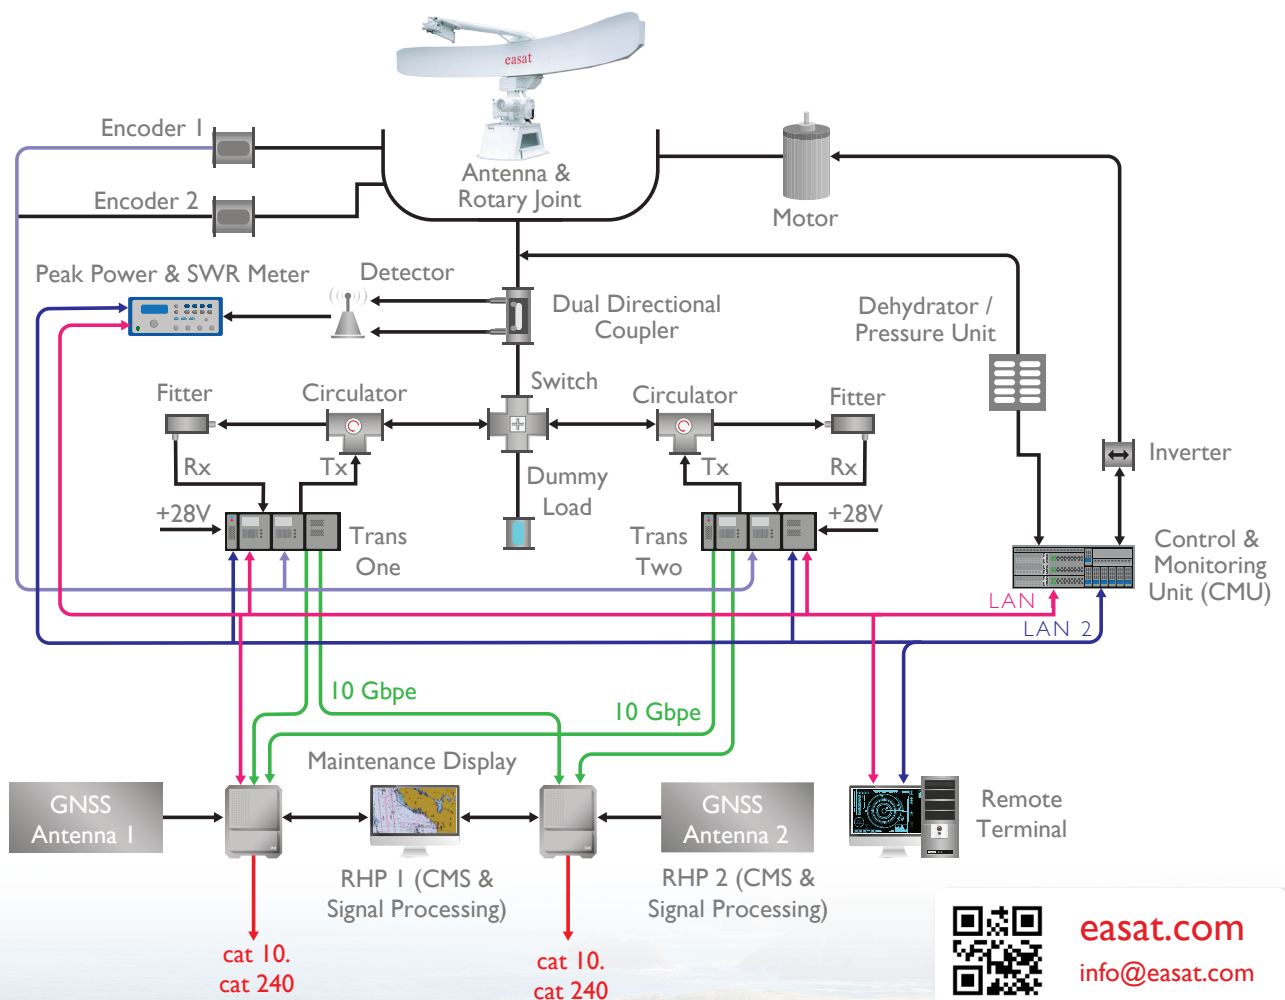 easat
Encoder 1
Antenna &
Rotary Joint
Encoder 2
Motor
Peak Power & SWR Meter
Detector
Dual Directional
Coupler
Dehydrator /
Pressure Unit
Fitter
Circulator
Switch
Circulator
Fitter
Rx
Tx
Dummy
Load
Tx
Rx
Inverter
+28V
Trans
One
Trans
Two
+28V
Control &
Monitoring
Unit (CMU)
LAN
LAN 2
10 Gbpe
10 Gbpe
Maintenance Display
GNSS
Antenna 1
GNSS
Antenna 2
Remote
Terminal
RHP 1 (CMS &
Signal Processing)
RHP 2 (CMS &
Signal Processing)
cat 10.
cat 240
cat 10.
cat 240
easat.com
info@easat.com